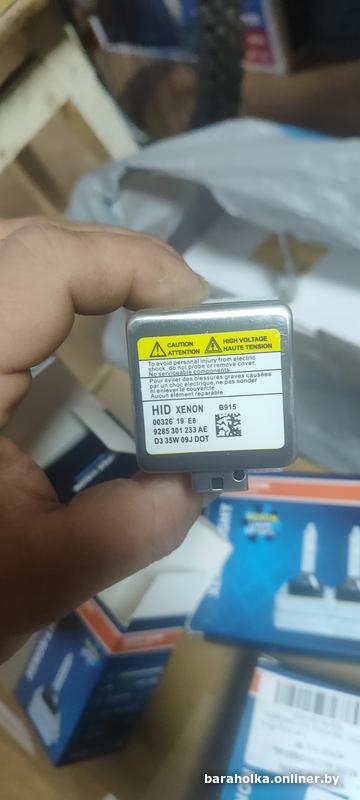 CAUTION
ATTENTION
HIGH VOLTAGE
HAUTE TENSION
To avoid personal injury from electric
shock, do not probe or remove cover.
No serviceable components.
Pour éviter des blessures graves causées
par un choc electrique,ne pas sonder
ni enlever le couvercle.
Aucun élément reparable.
HID XENON
B915
00326 19 E8
9285 301 233 AE
D3 35W 09J DOT
baraholka.onliner.by